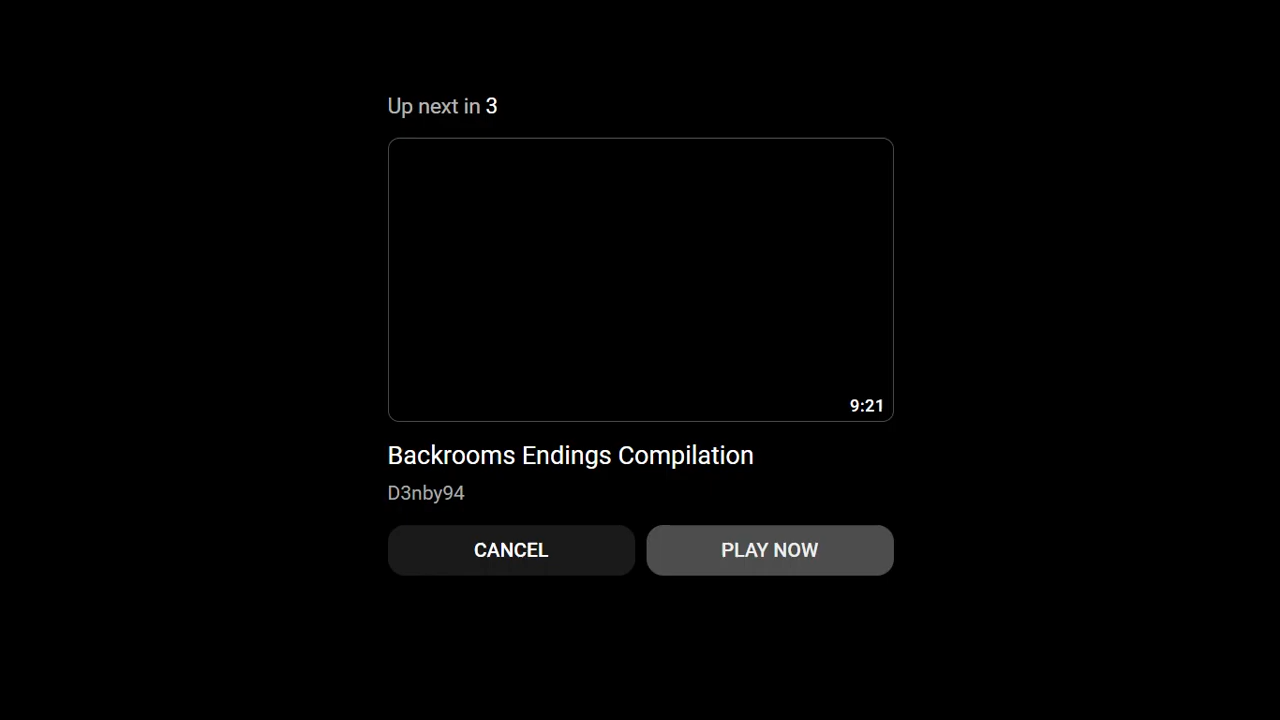 Up next in 3
9:21
Backrooms Endings Compilation
D3nby94
CANCEL
PLAY NOW